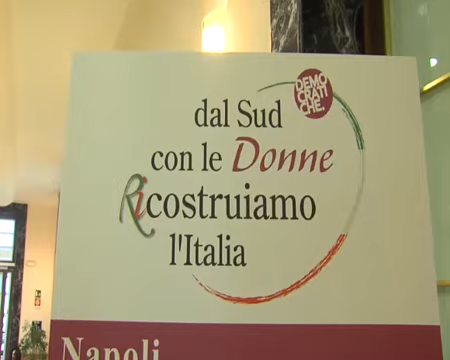 DEMO
CRATI
CHE.
dal Sud
con le Donne
Ricostruiamo
l'Italia
Napoli